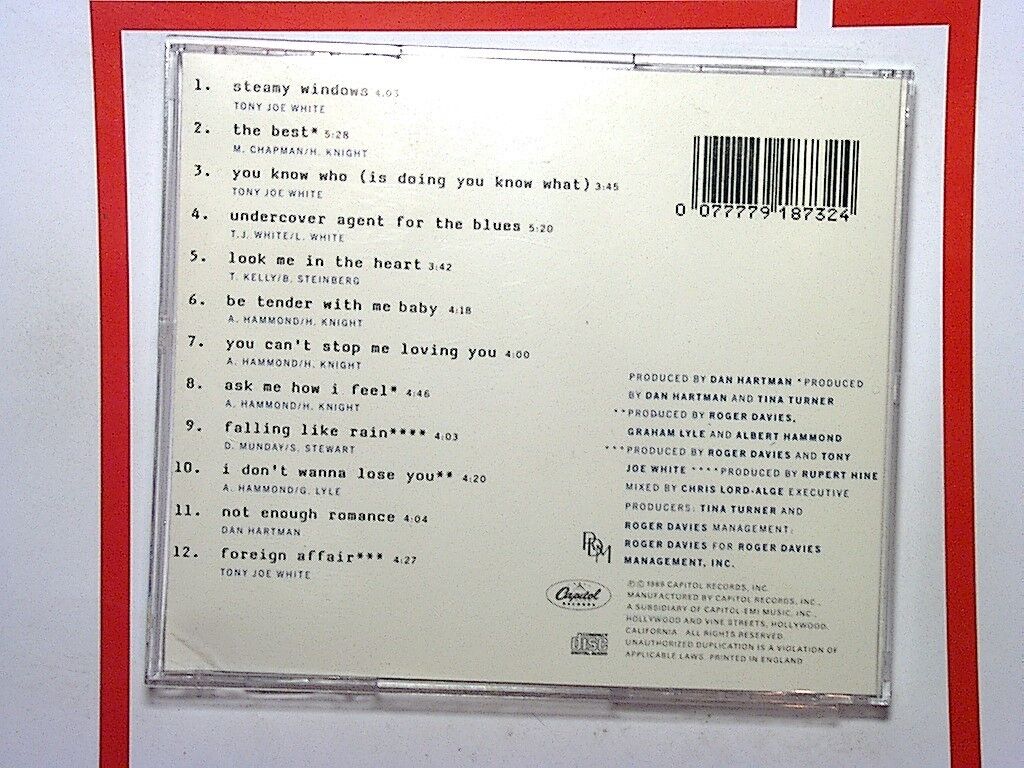 1. steamy windows 4:03
TONY JOE WHITE
2. the best* 5:28
M. CHAPMAN/H. KNIGHT
3. you know who (is doing you know what) 3:45
TONY JOE WHITE
4. undercover agent for the blues 5:20
T.J. WHITE/L. WHITE
5. look me in the heart 3:42
T. KELLY/B. STEINBERG
6. be tender with me baby 4:18
A. HAMMOND/H. KNIGHT
7. you can't stop me loving you 4:00
A. HAMMOND/H. KNIGHT
8. ask me how i feel* 4:46
A. HAMMOND/H. KNIGHT
9. falling like rain**** 4:03
D. MUNDAY/S. STEWART
10. i don't wanna lose you** 4:20
A. HAMMOND/G. LYLE
11. not enough romance 4:04
DAN HARTMAN
12. foreign affair*** 4:27
TONY JOE WHITE
0 077779 187324
PRODUCED BY DAN HARTMAN *PRODUCED
BY DAN HARTMAN AND TINA TURNER
**PRODUCED BY ROGER DAVIES,
GRAHAM LYLE AND ALBERT HAMMOND
***PRODUCED BY ROGER DAVIES AND TONY
JOE WHITE ****PRODUCED BY RUPERT HINE
MIXED BY CHRIS LORD-ALGE EXECUTIVE
PRODUCERS: TINA TURNER AND
ROGER DAVIES MANAGEMENT:
ROGER DAVIES FOR ROGER DAVIES
MANAGEMENT, INC.
RDM
Capitol
RECORDS
COMPACT
disc
DIGITAL AUDIO
℗© 1989 CAPITOL RECORDS, INC.
MANUFACTURED BY CAPITOL RECORDS, INC.,
A SUBSIDIARY OF CAPITOL-EMI MUSIC, INC.,
HOLLYWOOD AND VINE STREETS, HOLLYWOOD,
CALIFORNIA. ALL RIGHTS RESERVED.
UNAUTHORIZED DUPLICATION IS A VIOLATION OF
APPLICABLE LAWS. PRINTED IN ENGLAND